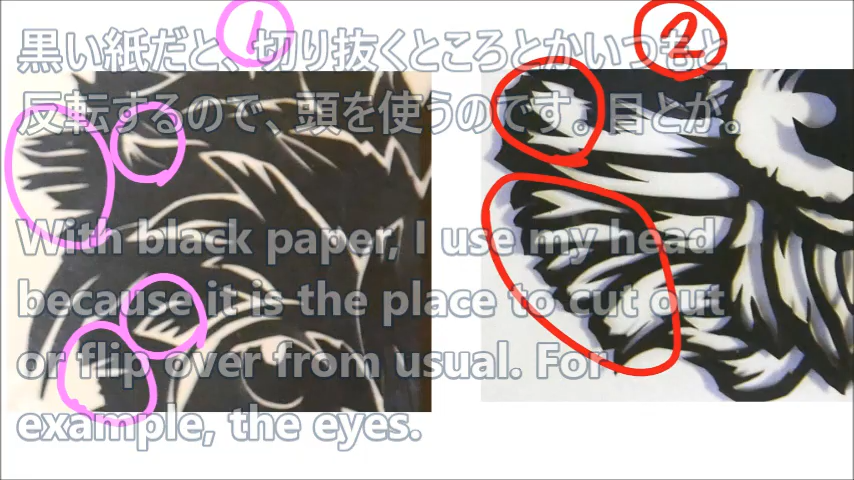 1
2
黒い紙だと、切り抜くところとかいつもと
反転するので、頭を使うのです。目とか。
With black paper, I use my head
because it is the place to cut out
or flip over from usual. For
example, the eyes.